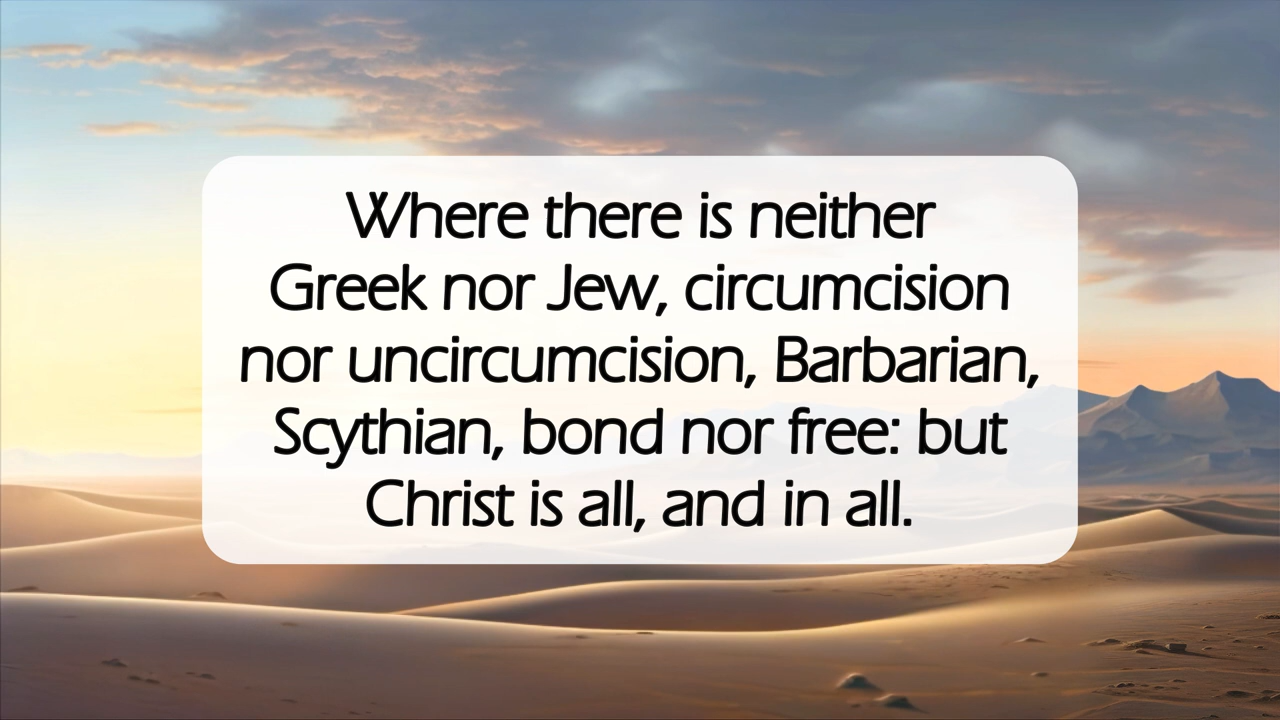 Where there is neither
Greek nor Jew, circumcision
nor uncircumcision, Barbarian,
Scythian, bond nor free: but
Christ is all, and in all.